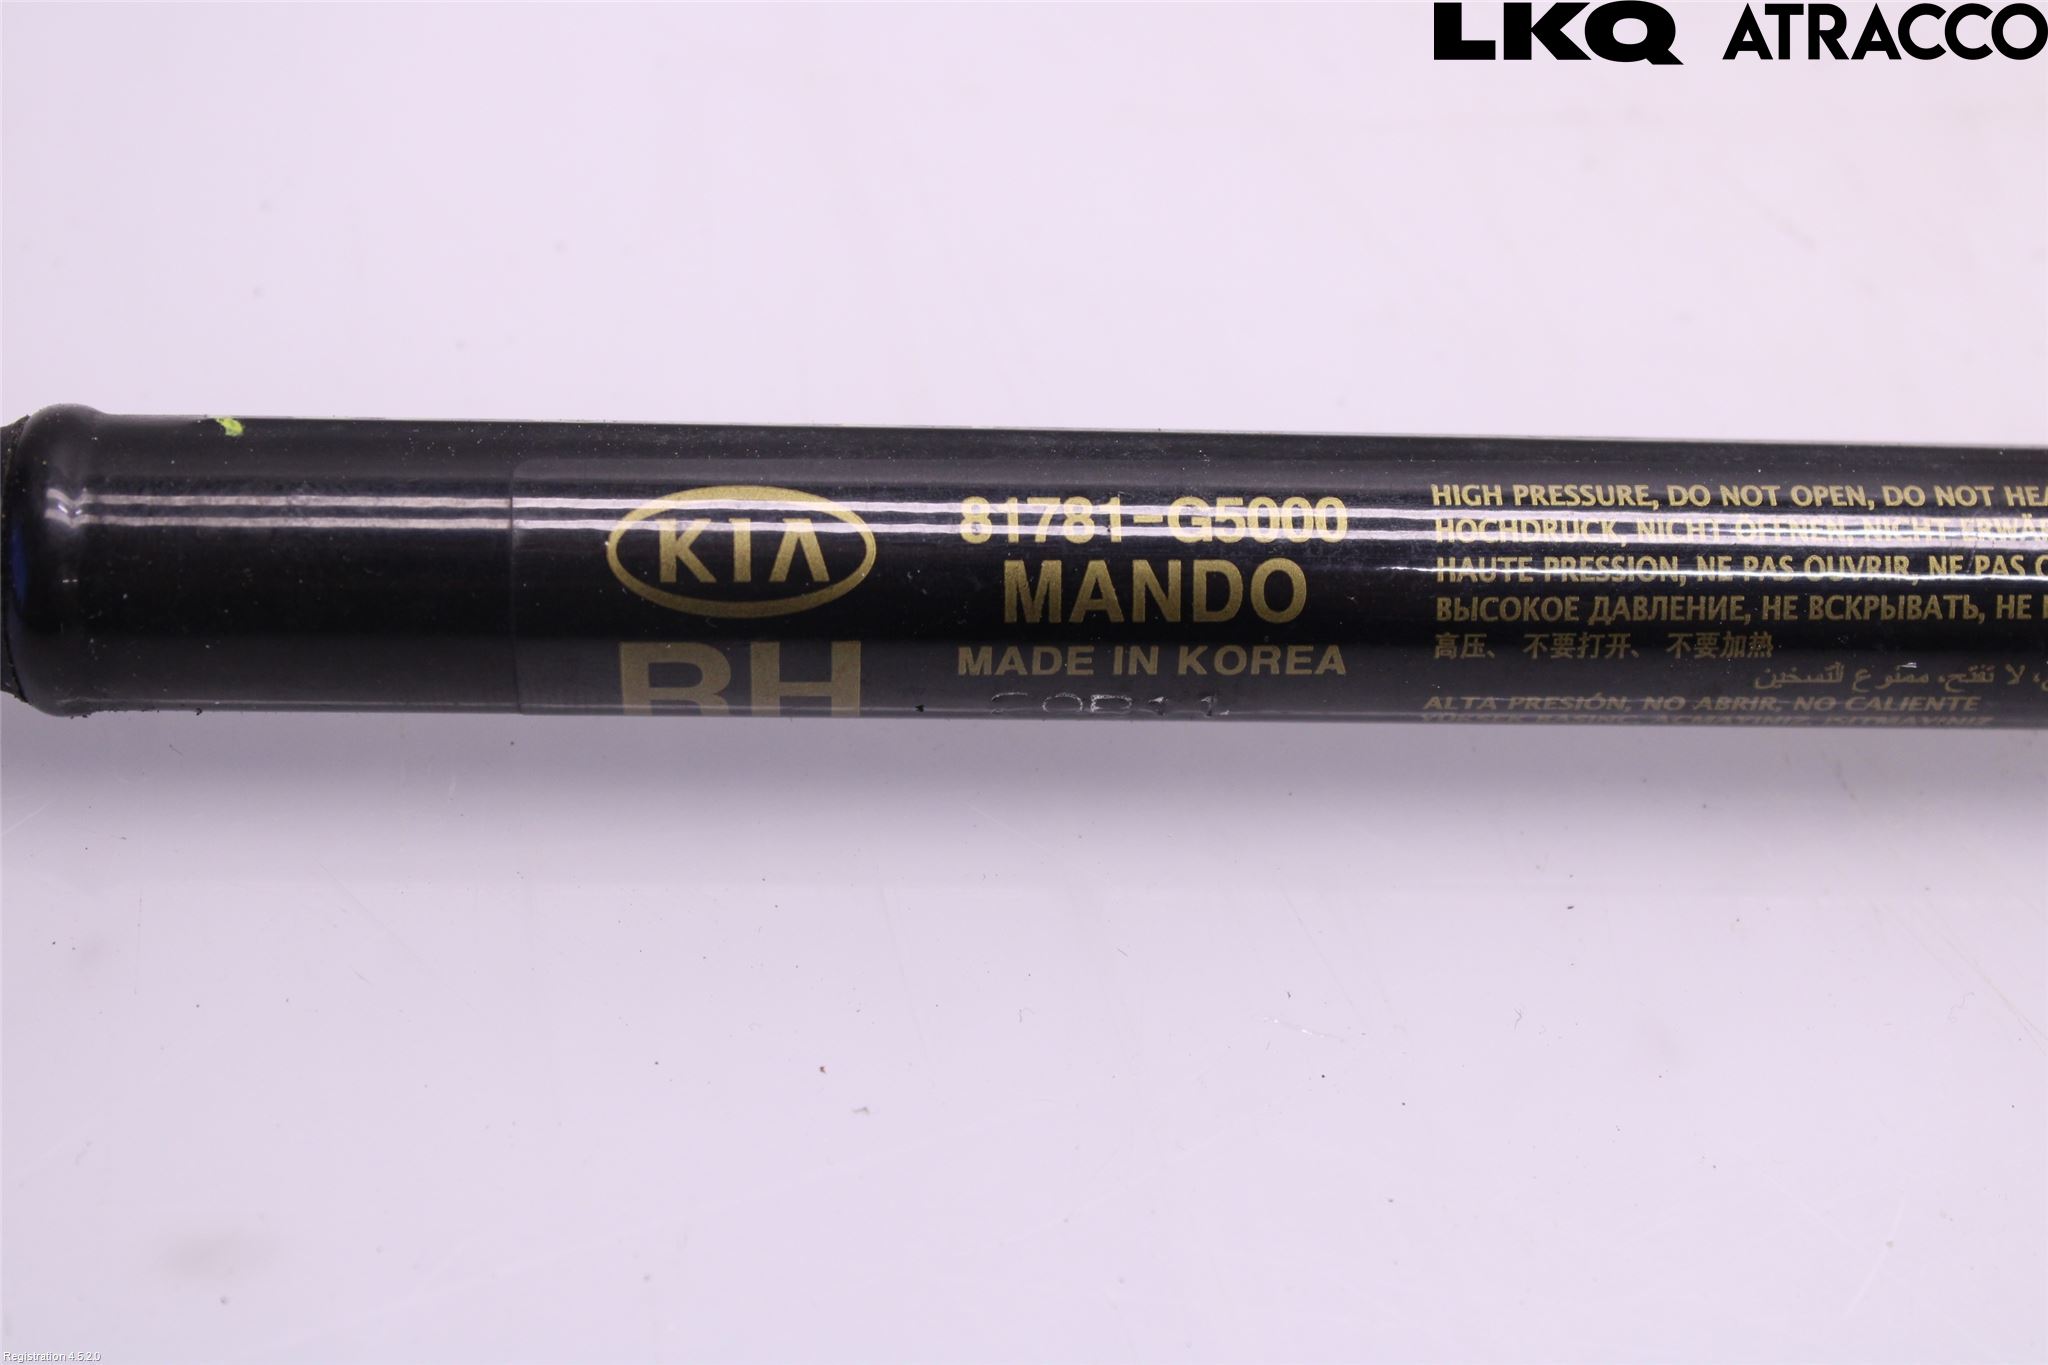 LKQ ATRACCO
KIA
RH
81781-G5000
MANDO
MADE IN KOREA
HIGH PRESSURE, DO NOT OPEN, DO NOT
HOCHDRUCK, NICHT ÖFFNEN, NICHT
HAUTE PRESSION, NE PAS OUVRIR, NE PAS
ВЫСОКОЕ ДАВЛЕНИЕ, НЕ ВСКРЫВАТЬ, НЕ
高压、不要打开、不要加热
لا تفتح، ممنوع التسخين
ALTA PRESIÓN, NO ABRIR, NO CALIENTE
Registration 4.5.2.0